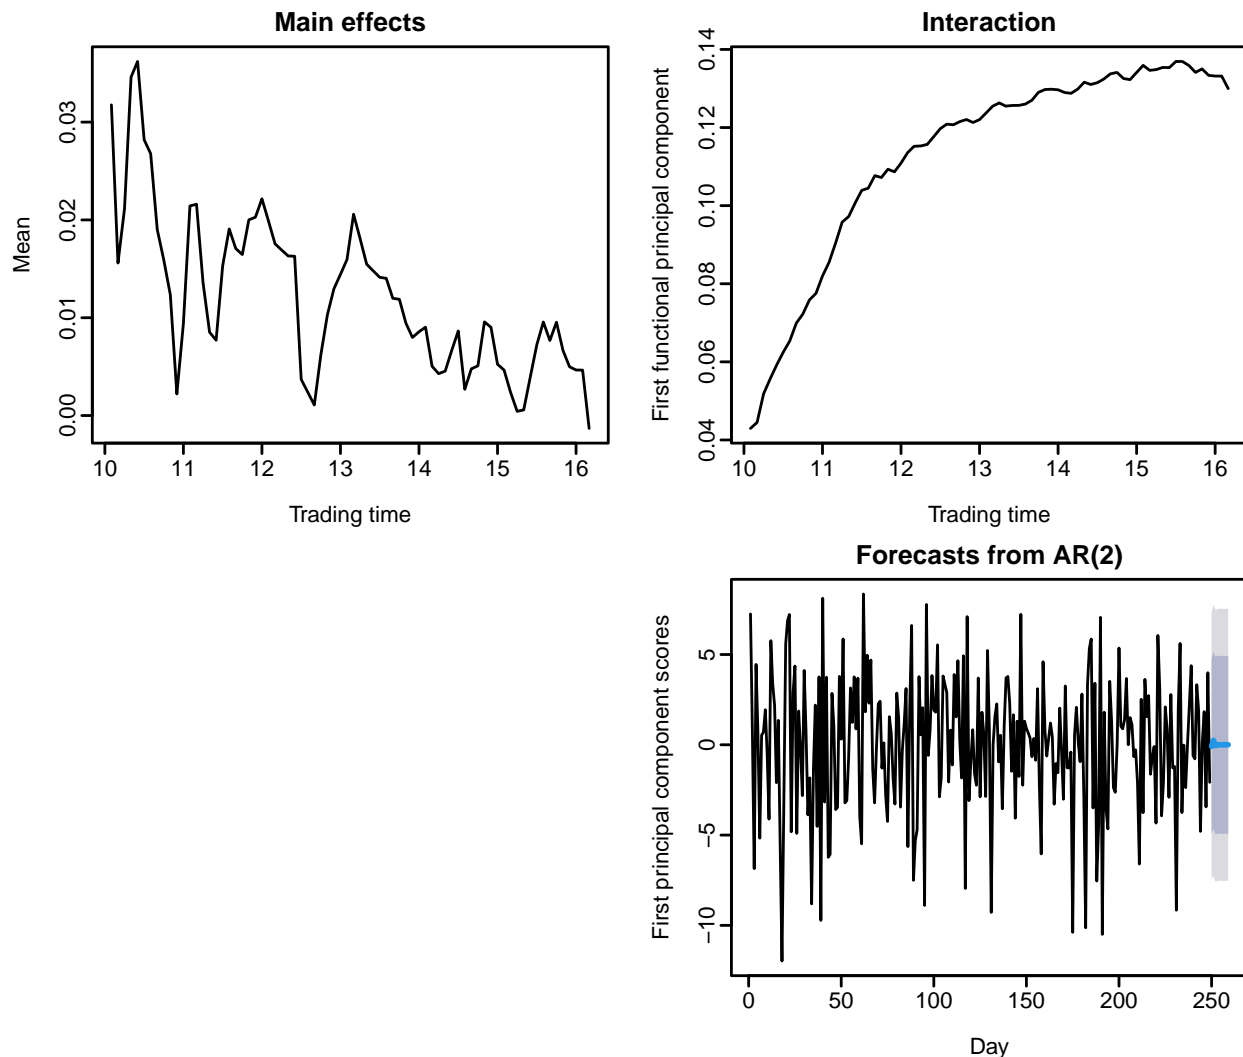 Main effects
Mean
0.00 0.01 0.02 0.03
10 11 12 13 14 15 16
Trading time
Interaction
First functional principal component
0.04 0.06 0.08 0.10 0.12 0.14
10 11 12 13 14 15 16
Trading time
Forecasts from AR(2)
First principal component scores
−10 −5 0 5
0 50 100 150 200 250
Day